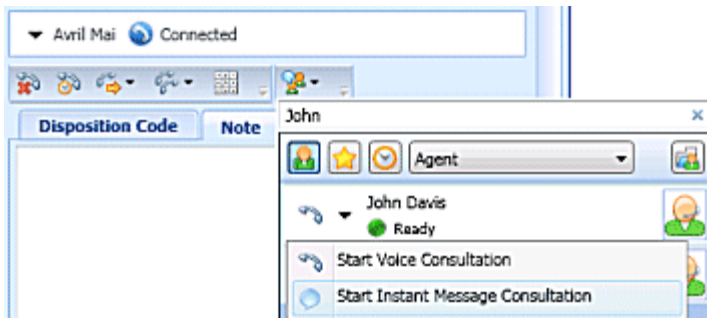 Avril Mai Connected
Disposition Code Note
John
Agent
John Davis
Ready
Start Voice Consultation
Start Instant Message Consultation